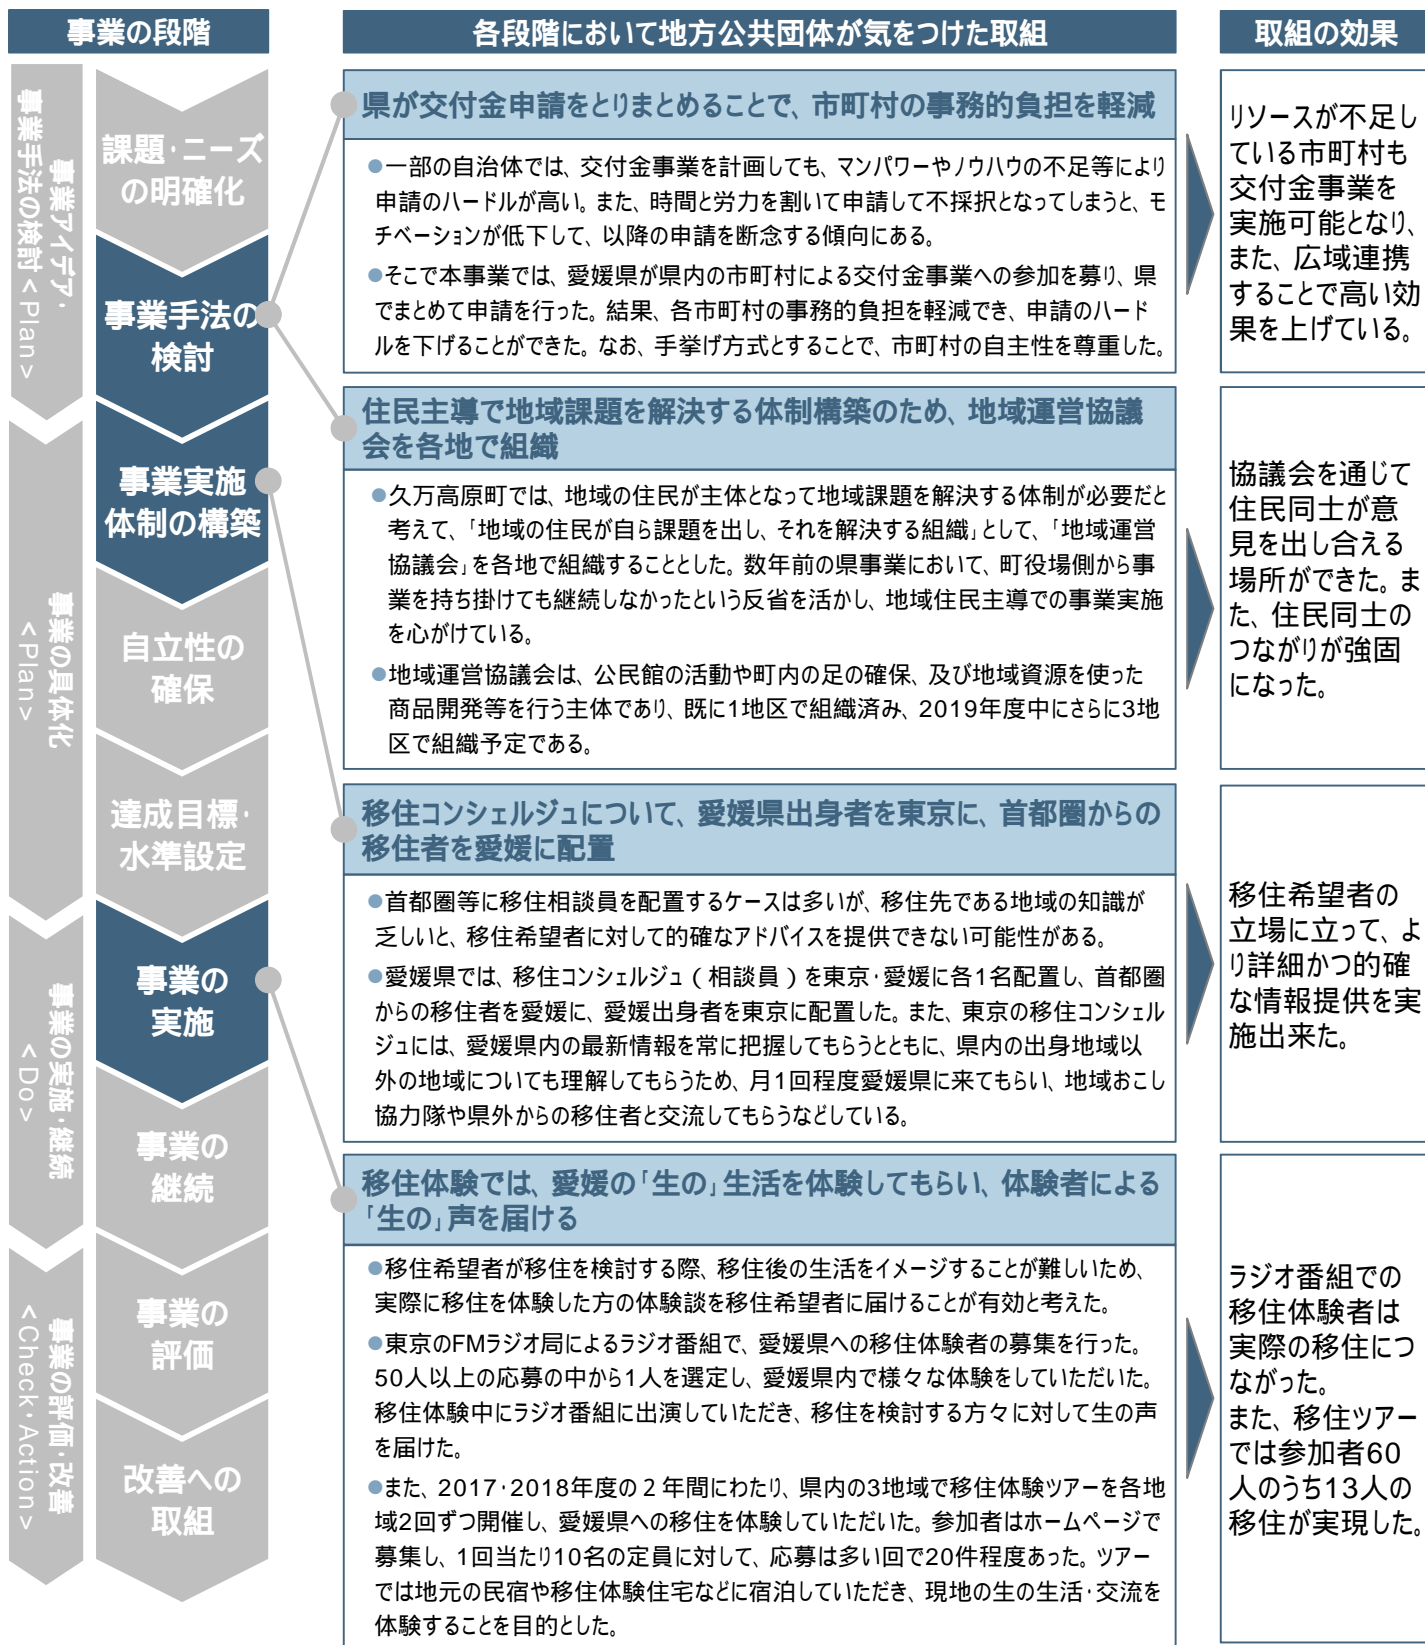 事業の段階
各段階において地方公共団体が気をつけた取組
取組の効果
事業アイデア・
事業手法の検討<Plan>
事業の具体化
<Plan>
事業の実施・継続
<Do>
事業の評価・改善
<Check・Action>
課題・ニーズ
の明確化
事業手法の
検討
事業実施
体制の構築
自立性の
確保
達成目標・
水準設定
事業の
実施
事業の
継続
事業の
評価
改善への
取組
県が交付金申請をとりまとめることで、市町村の事務的負担を軽減
●一部の自治体では、交付金事業を計画しても、マンパワーやノウハウの不足等により
申請のハードルが高い。また、時間と労力を割いて申請して不採択となってしまうと、モ
チベーションが低下して、以降の申請を断念する傾向にある。
●そこで本事業では、愛媛県が県内の市町村による交付金事業への参加を募り、県
でまとめて申請を行った。結果、各市町村の事務的負担を軽減でき、申請のハード
ルを下げることができた。なお、手挙げ方式とすることで、市町村の自主性を尊重した。
リソースが不足し
ている市町村も
交付金事業を
実施可能となり、
また、広域連携
することで高い効
果を上げている。
住民主導で地域課題を解決する体制構築のため、地域運営協議
会を各地で組織
●久万高原町では、地域の住民が主体となって地域課題を解決する体制が必要だと
考えて、「地域の住民が自ら課題を出し、それを解決する組織」として、「地域運営
協議会」を各地で組織することとした。数年前の県事業において、町役場側から事
業を持ち掛けても継続しなかったという反省を活かし、地域住民主導での事業実施
を心がけている。
●地域運営協議会は、公民館の活動や町内の足の確保、及び地域資源を使った
商品開発等を行う主体であり、既に1地区で組織済み、2019年度中にさらに3地
区で組織予定である。
協議会を通じて
住民同士が意
見を出し合える
場所ができた。ま
た、住民同士の
つながりが強固
になった。
移住コンシェルジュについて、愛媛県出身者を東京に、首都圏からの
移住者を愛媛に配置
●首都圏等に移住相談員を配置するケースは多いが、移住先である地域の知識が
乏しいと、移住希望者に対して的確なアドバイスを提供できない可能性がある。
●愛媛県では、移住コンシェルジュ(相談員)を東京・愛媛に各1名配置し、首都圏
からの移住者を愛媛に、愛媛出身者を東京に配置した。また、東京の移住コンシェル
ジュには、愛媛県内の最新情報を常に把握してもらうとともに、県内の出身地域以
外の地域についても理解してもらうため、月1回程度愛媛県に来てもらい、地域おこし
協力隊や県外からの移住者と交流してもらうなどしている。
移住希望者の
立場に立って、よ
り詳細かつ的確
な情報提供を実
施出来た。
移住体験では、愛媛の「生の」生活を体験してもらい、体験者による
「生の」声を届ける
●移住希望者が移住を検討する際、移住後の生活をイメージすることが難しいため、
実際に移住を体験した方の体験談を移住希望者に届けることが有効と考えた。
●東京のFMラジオ局によるラジオ番組で、愛媛県への移住体験者の募集を行った。
50人以上の応募の中から1人を選定し、愛媛県内で様々な体験をしていただいた。
移住体験中にラジオ番組に出演していただき、移住を検討する方々に対して生の声
を届けた。
●また、2017・2018年度の2年間にわたり、県内の3地域で移住体験ツアーを各地
域2回ずつ開催し、愛媛県への移住を体験していただいた。参加者はホームページで
募集し、1回当たり10名の定員に対して、応募は多い回で20件程度あった。ツアー
では地元の民宿や移住体験住宅などに宿泊していただき、現地の生の生活・交流を
体験することを目的とした。
ラジオ番組での
移住体験者は
実際の移住につ
ながった。
また、移住ツアー
では参加者60
人のうち13人の
移住が実現した。